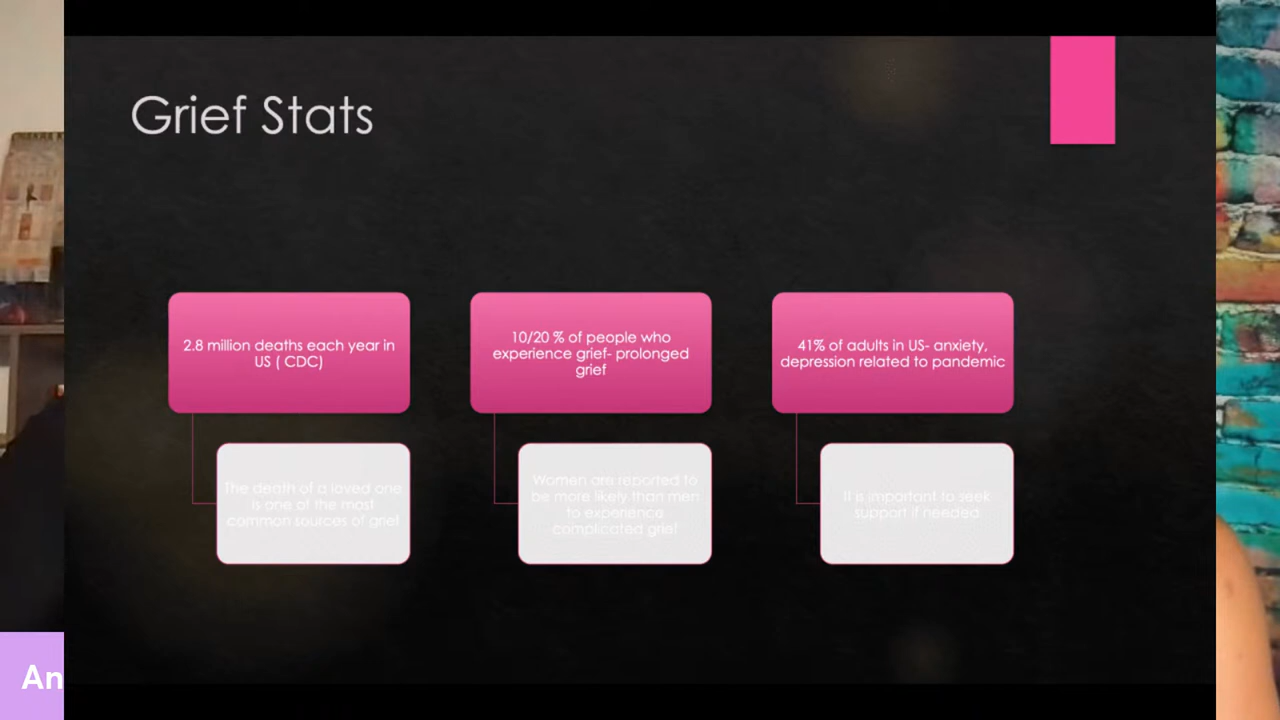 Grief Stats
2.8 million deaths each year in
US ( CDC)
The death of a loved one
is one of the most
common sources of grief
10/20 % of people who
experience grief- prolonged
grief
Women are reported to
be more likely than men
to experience
complicated grief
41% of adults in US- anxiety,
depression related to pandemic
It is important to seek
support if needed
An